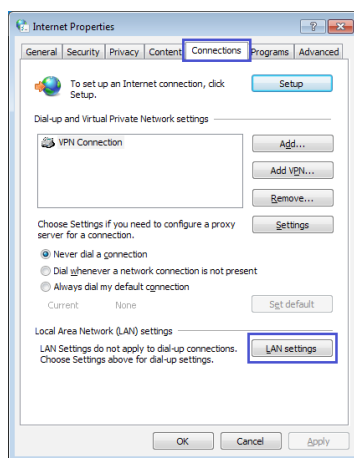 Internet Properties
General Security Privacy Content Connections Programs Advanced
To set up an Internet connection, click
Setup.
Setup
Dial-up and Virtual Private Network settings
VPN Connection
Add...
Add VPN...
Remove...
Choose Settings if you need to configure a proxy
server for a connection.
Settings
Never dial a connection
Dial whenever a network connection is not present
Always dial my default connection
Current None
Set default
Local Area Network (LAN) settings
LAN Settings do not apply to dial-up connections.
Choose Settings above for dial-up settings.
LAN settings
OK Cancel Apply